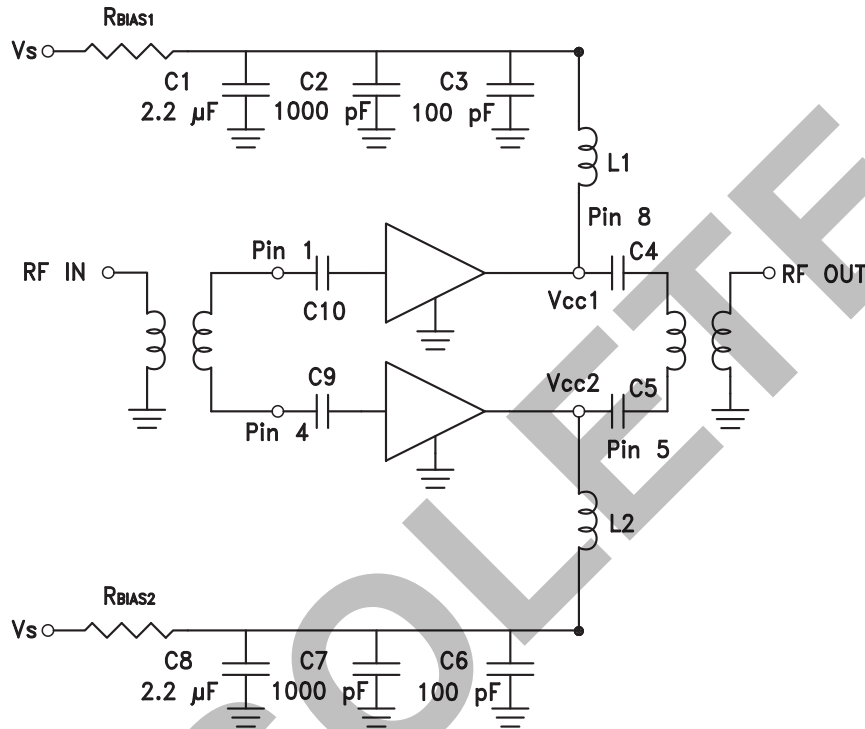 RBIAS1
Vs
C1 C2 C3
2.2 μF 1000 pF 100 pF
L1
Pin 8
Pin 1 C4
RF IN RF OUT
C10 Vcc1
C9 Vcc2 C5
Pin 4 Pin 5
L2
RBIAS2
Vs
C8 C7 C6
2.2 μF 1000 pF 100 pF
OLETE